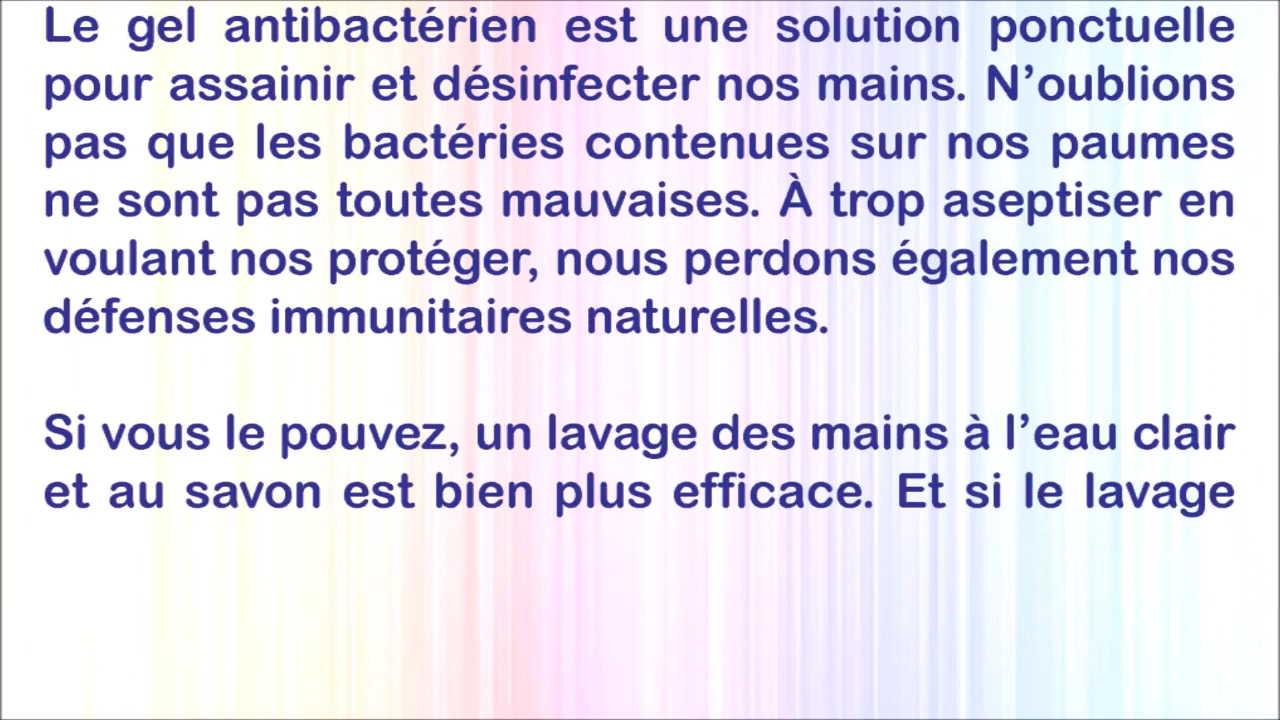 Le gel antibactérien est une solution ponctuelle
pour assainir et désinfecter nos mains. N’oublions
pas que les bactéries contenues sur nos paumes
ne sont pas toutes mauvaises. À trop aseptiser en
voulant nos protéger, nous perdons également nos
défenses immunitaires naturelles.
Si vous le pouvez, un lavage des mains à l’eau clair
et au savon est bien plus efficace. Et si le lavage